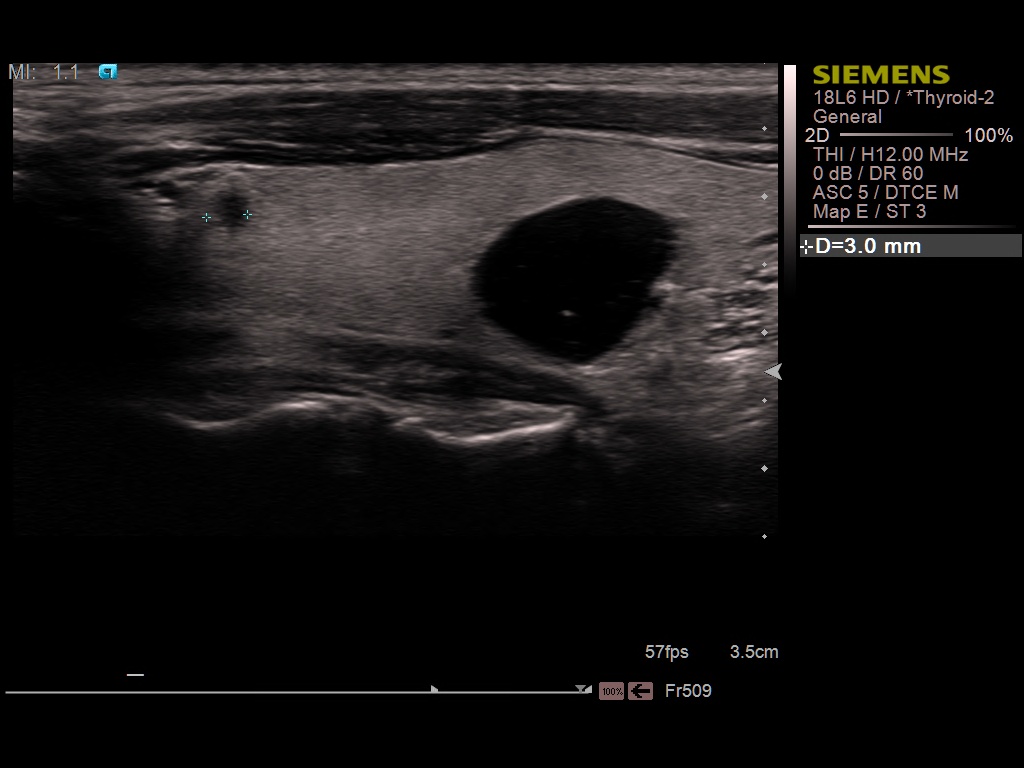 MI: 1.1
SIEMENS
18L6 HD / *Thyroid-2
General
2D 100%
THI / H12.00 MHz
0 dB / DR 60
ASC 5 / DTCE M
Map E / ST 3
D=3.0 mm
57fps 3.5cm
100% Fr509